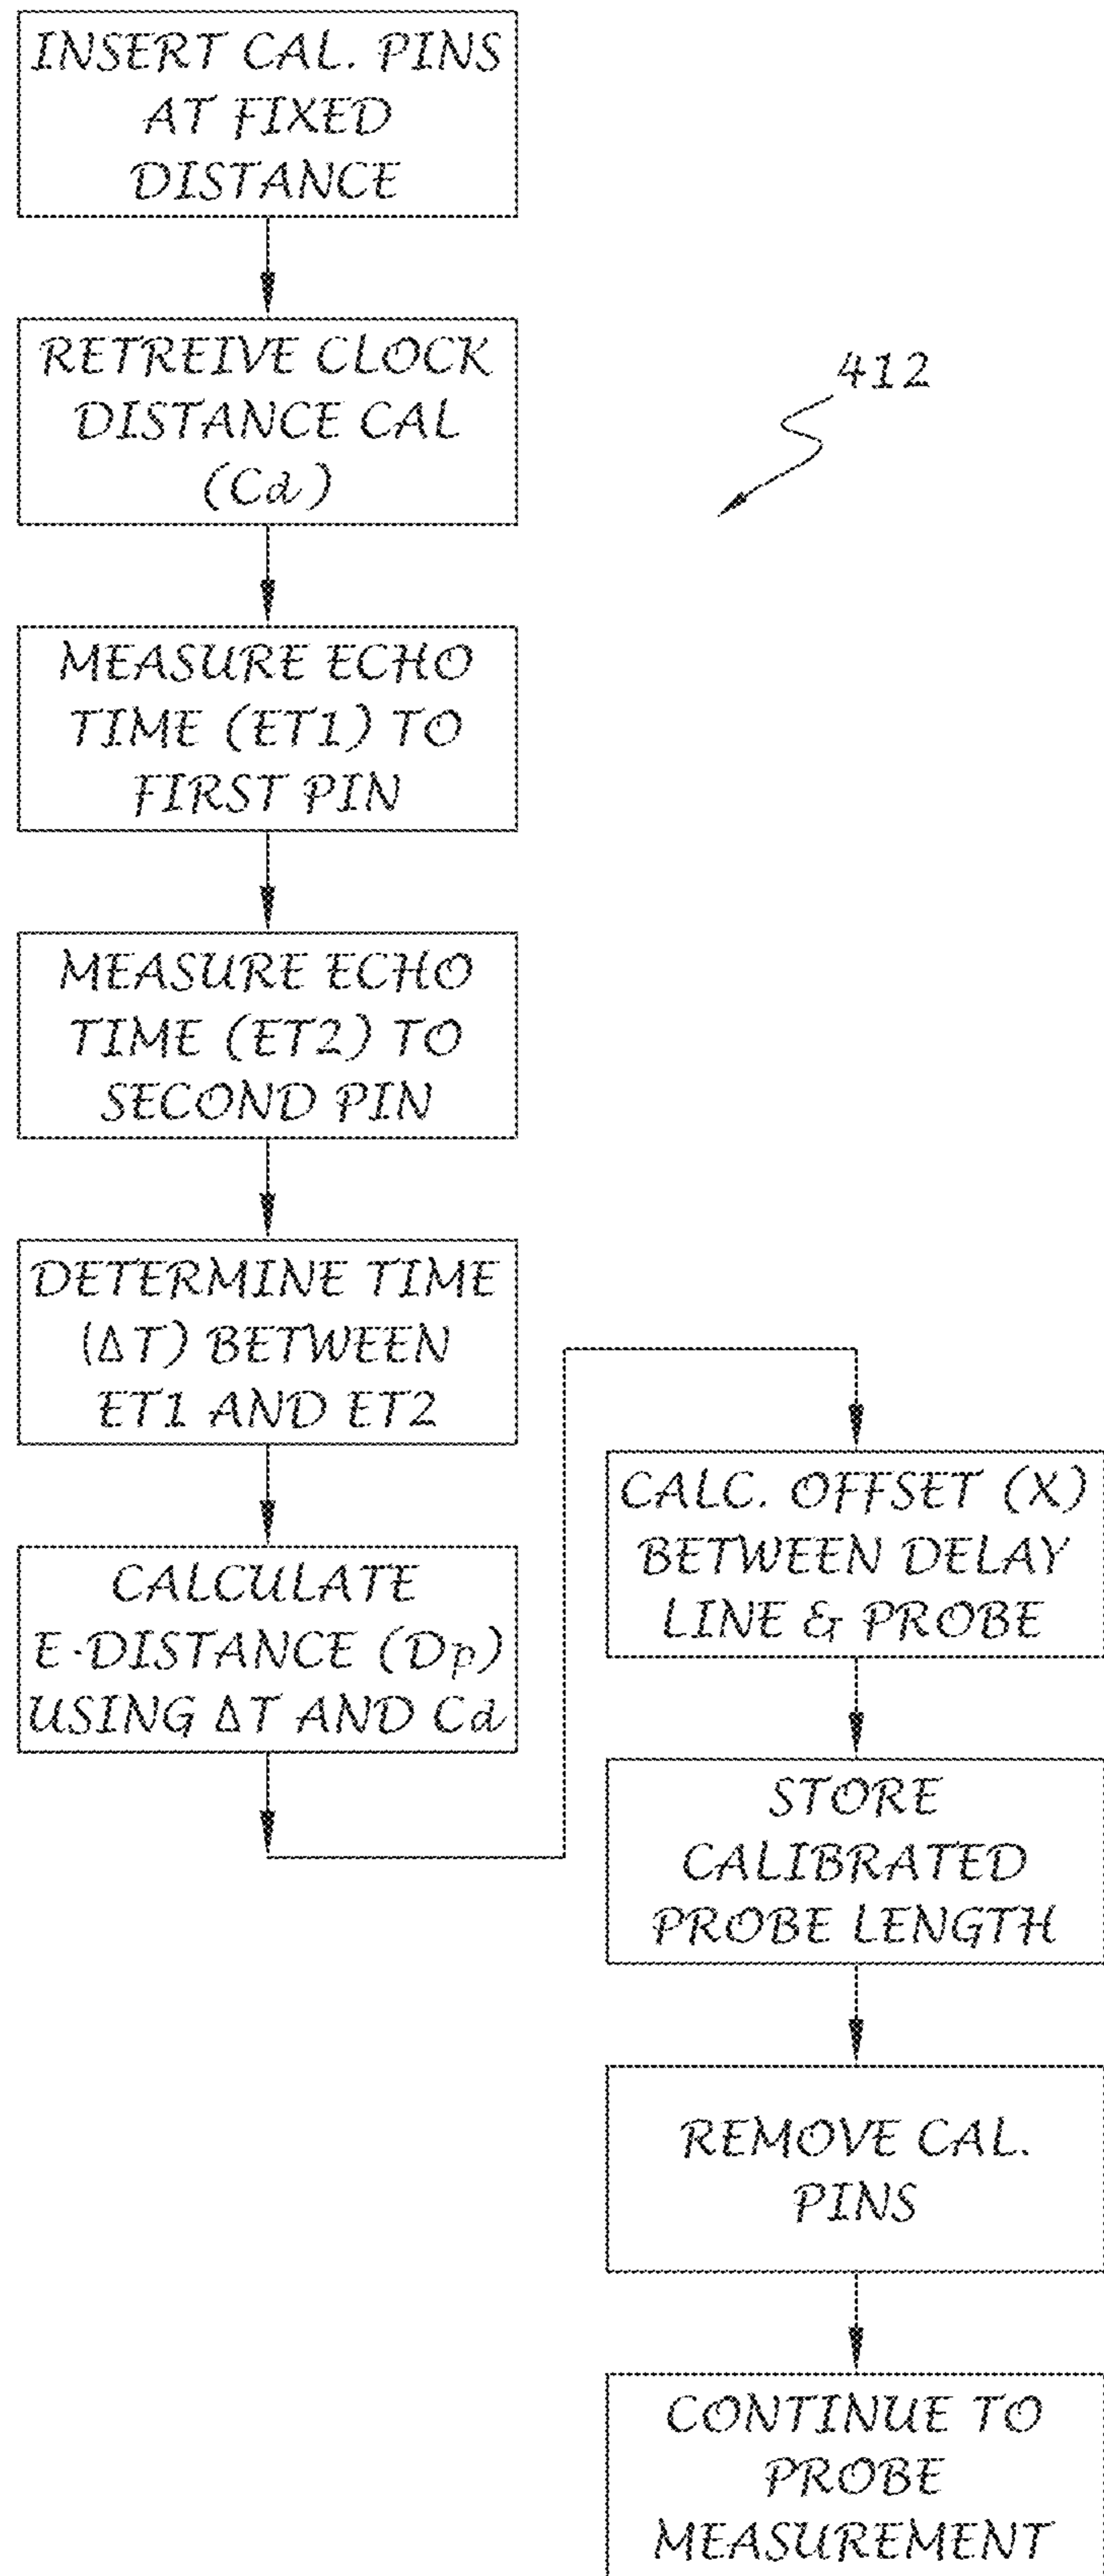 INSERT CAL. PINS
AT FIXED
DISTANCE
RETREIVE CLOCK
DISTANCE CAL
(Cd)
412
MEASURE ECHO
TIME (ET1) TO
FIRST PIN
MEASURE ECHO
TIME (ET2) TO
SECOND PIN
DETERMINE TIME
(ΔT) BETWEEN
ET1 AND ET2
CALCULATE
E-DISTANCE (Dp)
USING ΔT AND Cd
CALC. OFFSET (X)
BETWEEN DELAY
LINE & PROBE
STORE
CALIBRATED
PROBE LENGTH
REMOVE CAL.
PINS
CONTINUE TO
PROBE
MEASUREMENT